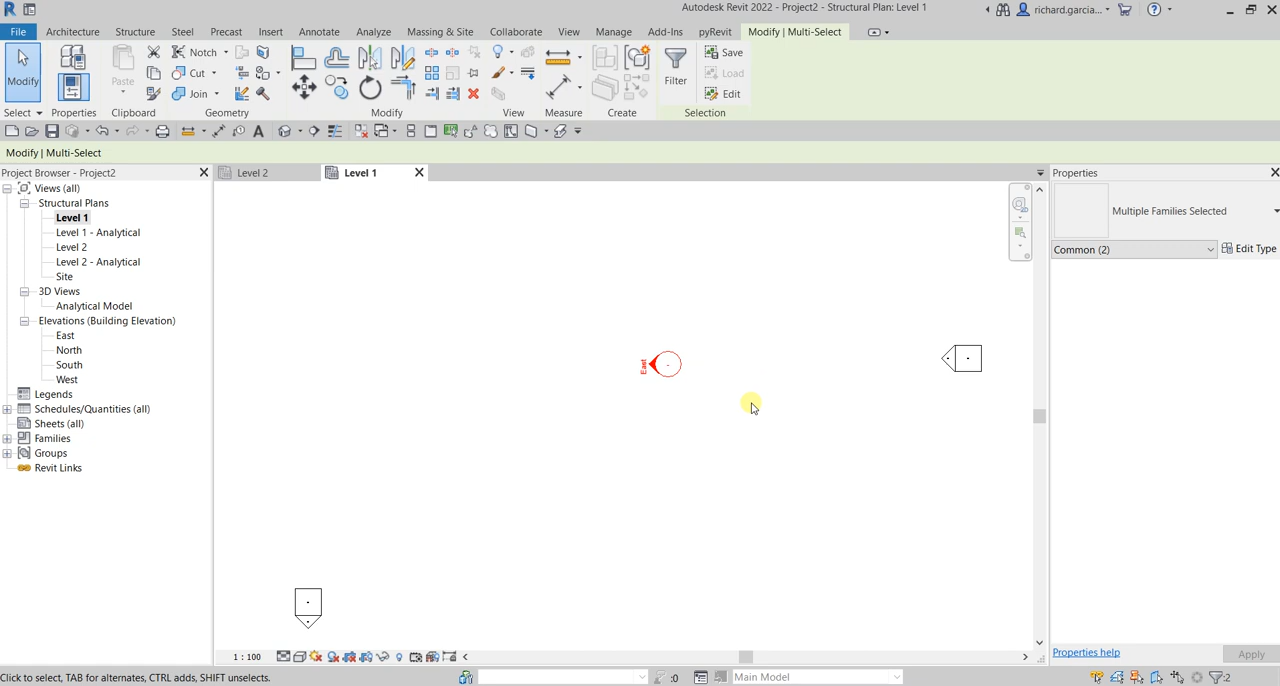 Autodesk Revit 2022 - Project2 - Structural Plan: Level 1
richard.garcia...
File Architecture Structure Steel Precast Insert Annotate Analyze Massing & Site Collaborate View Manage Add-Ins pyRevit Modify | Multi-Select
Modify
Paste
Notch
Cut
Join
Filter
Save
Load
Edit
Select Properties Clipboard Geometry Modify View Measure Create Selection
Modify | Multi-Select
Project Browser - Project2
Views (all)
Structural Plans
Level 1
Level 1 - Analytical
Level 2
Level 2 - Analytical
Site
3D Views
Analytical Model
Elevations (Building Elevation)
East
North
South
West
Legends
Schedules/Quantities (all)
Sheets (all)
Families
Groups
Revit Links
Level 2
Level 1
East
Properties
Multiple Families Selected
Common (2)
Edit Type
Properties help
Apply
1 : 100
Click to select, TAB for alternates, CTRL adds, SHIFT unselects.
:0
Main Model
:2